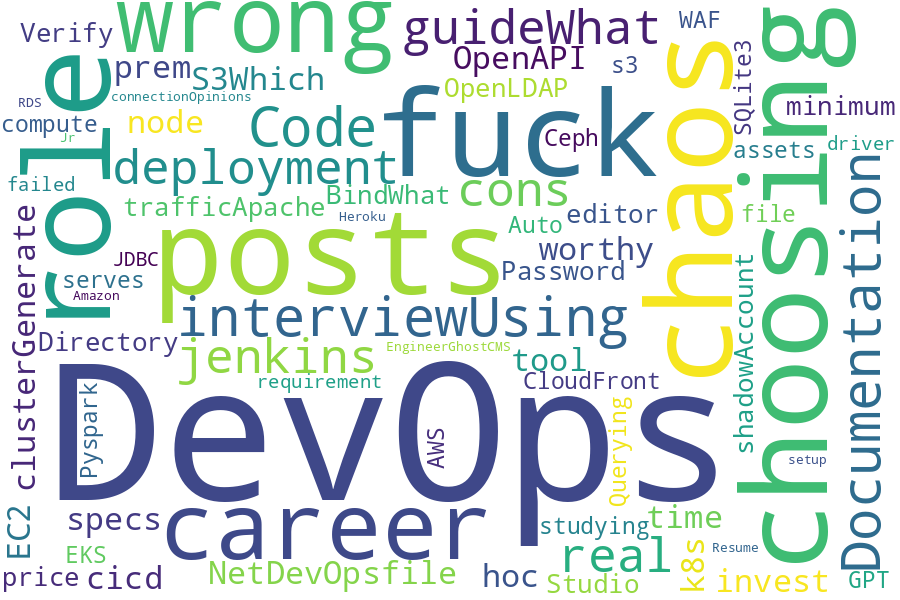 wrong
guideWhat
WAF
Verify
OpenAPI
prem
S3Which
s3
SQLite3
OpenLDAP
connectionOpinions
RDS
minimum
compute
node
Code
fuck
chaos
choosing
role
Jr
Ceph
driver
assets
deployment
failed
cons
BindWhat
trafficApache
Heroku
Auto
editor
file
Documentation
posts
worthy
JDBC
serves
Password
Amazon
clusterGenerate
interviewUsing
shadowAccount
Directory
jenkins
EngineerGhostCMS
tool
requirement
CloudFront
DevOps
Pyspark
AWS
Querying
setup
career
specs
EC2
studying
time
real
Resume
EKS
k8s
price
cicd
NetDevOpsfile
hoc
Studio
invest
GPT